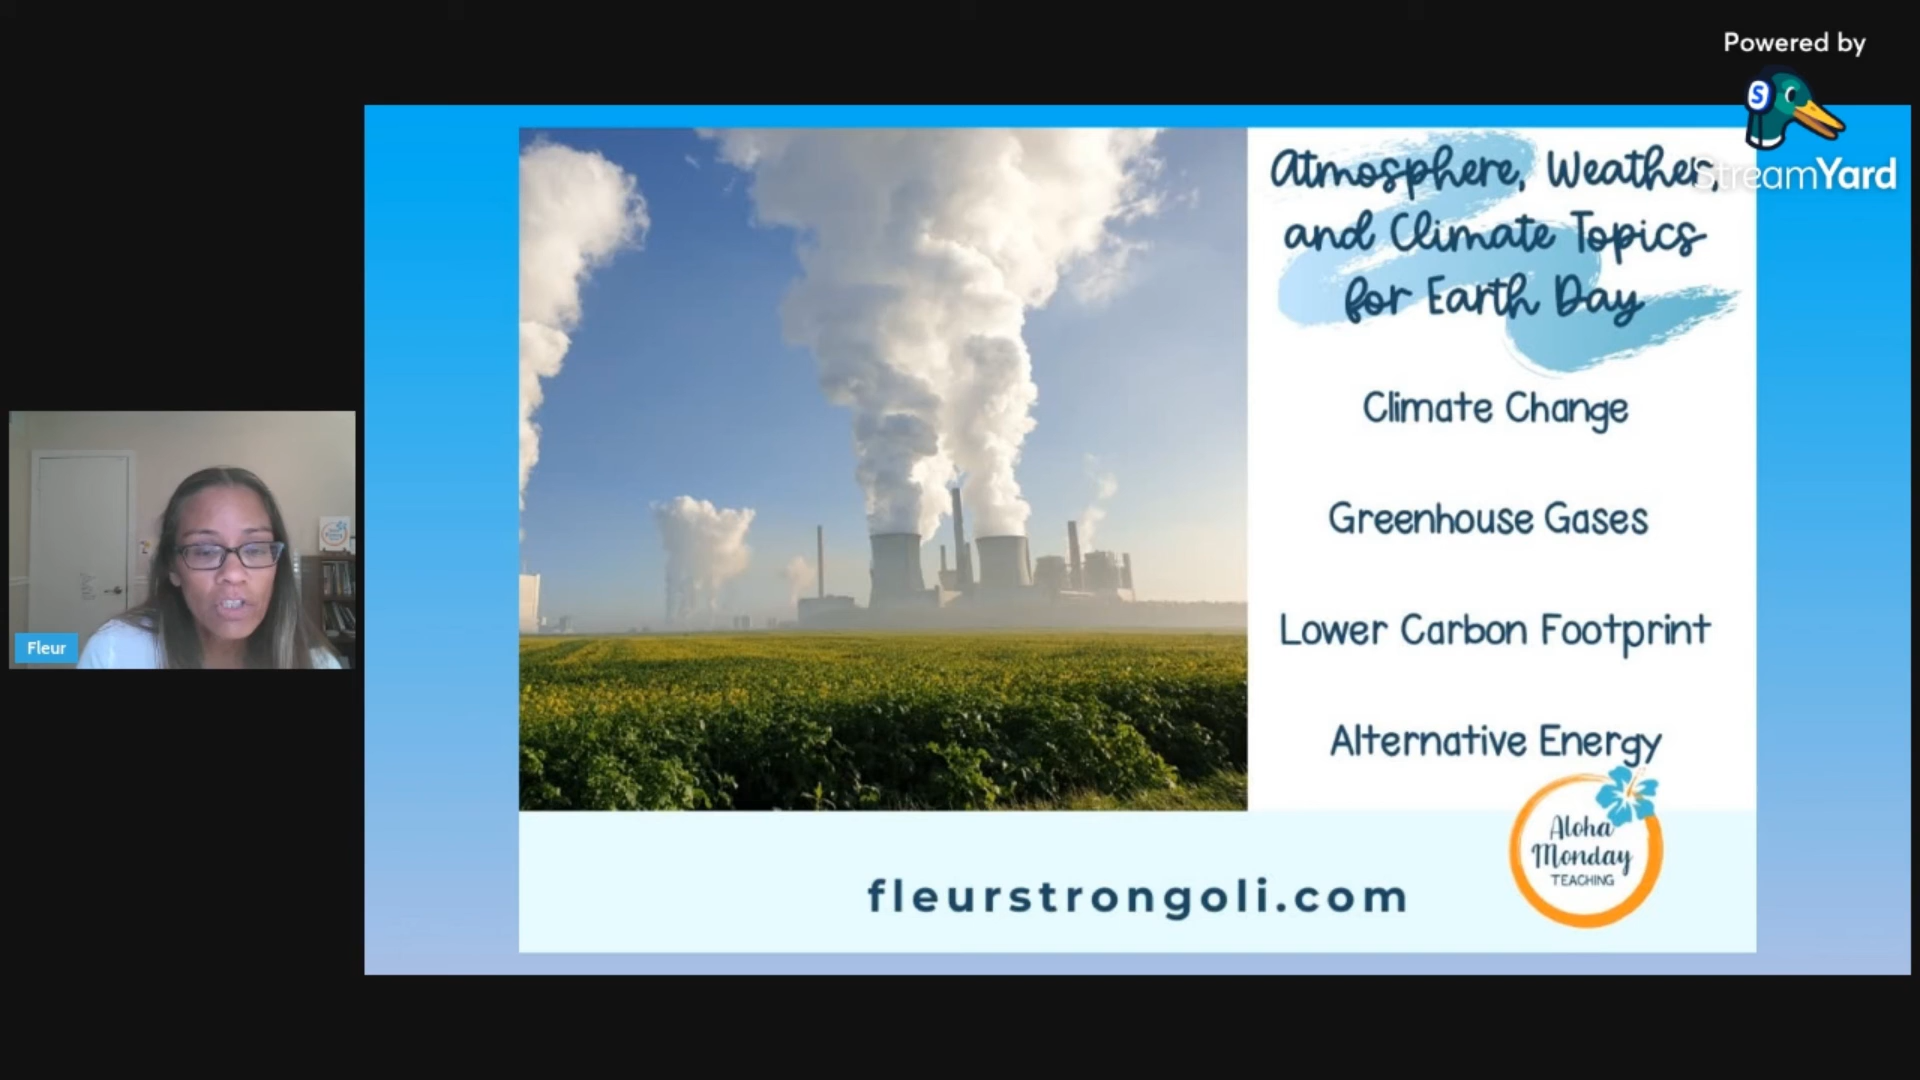 Powered by
S
StreamYard
Atmosphere, Weather,
and Climate Topics
for Earth Day
Climate Change
Greenhouse Gases
Lower Carbon Footprint
Alternative Energy
Fleur
Aloha
Monday
TEACHING
fleurstrongoli.com